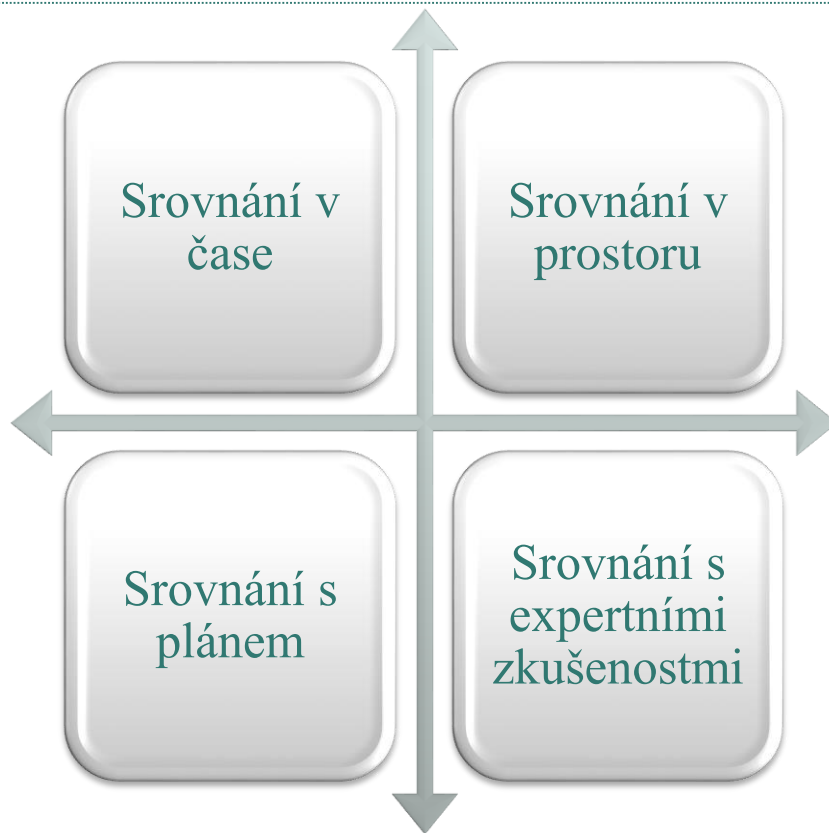 Srovnání v
čase
Srovnání v
prostoru
Srovnání s
plánem
Srovnání s
expertními
zkušenostmi